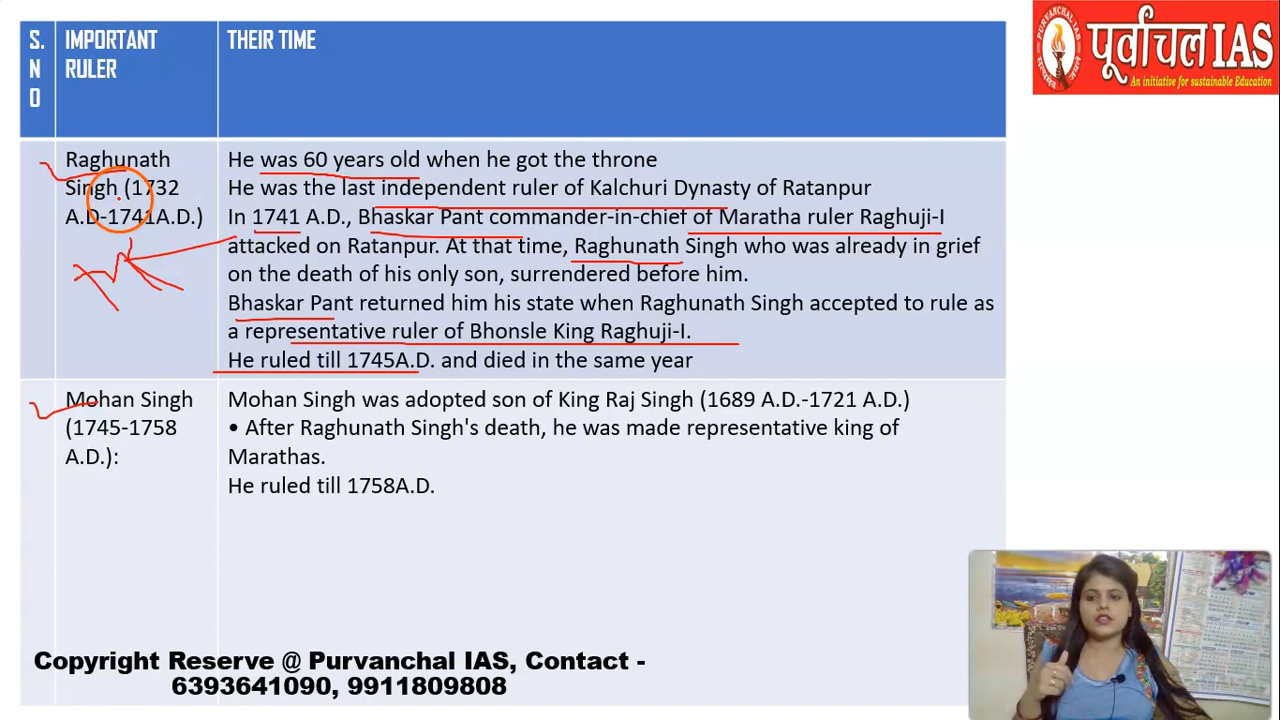 S.
N
O
IMPORTANT
RULER
THEIR TIME
Raghunath
Singh (1732
A.D-1741A.D.)
He was 60 years old when he got the throne
He was the last independent ruler of Kalchuri Dynasty of Ratanpur
In 1741 A.D., Bhaskar Pant commander-in-chief of Maratha ruler Raghuji-I
attacked on Ratanpur. At that time, Raghunath Singh who was already in grief
on the death of his only son, surrendered before him.
Bhaskar Pant returned him his state when Raghunath Singh accepted to rule as
a representative ruler of Bhonsle King Raghuji-I.
He ruled till 1745A.D. and died in the same year
Mohan Singh
(1745-1758
A.D.):
Mohan Singh was adopted son of King Raj Singh (1689 A.D.-1721 A.D.)
• After Raghunath Singh's death, he was made representative king of
Marathas.
He ruled till 1758A.D.
Copyright Reserve @ Purvanchal IAS, Contact -
6393641090, 9911809808
पूर्वांचल IAS
An initiative for sustainable Education
PURVANCHAL IAS